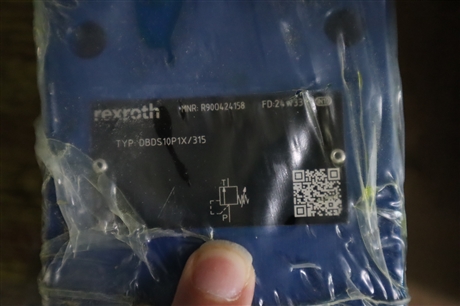 rexroth
MNR: R900424158
FD: 24W33
TYP: DBDS10P1X/315
T
P